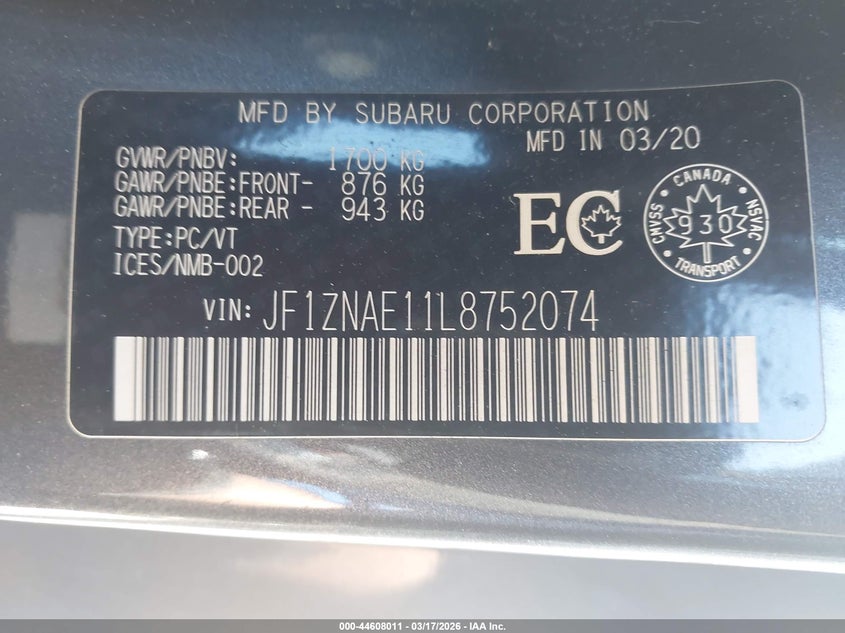 MFD BY SUBARU CORPORATION
MFD IN 03/20
GVWR/PNBV: 1700 KG
GAWR/PNBE:FRONT- 876 KG
GAWR/PNBE:REAR - 943 KG
TYPE:PC/VT
ICES/NMB-002
EC
CANADA
CMVSS
930
NSVAC
TRANSPORT
VIN: JF1ZNAE11L8752074
000-44608011 — 03/17/2026 — IAA Inc.